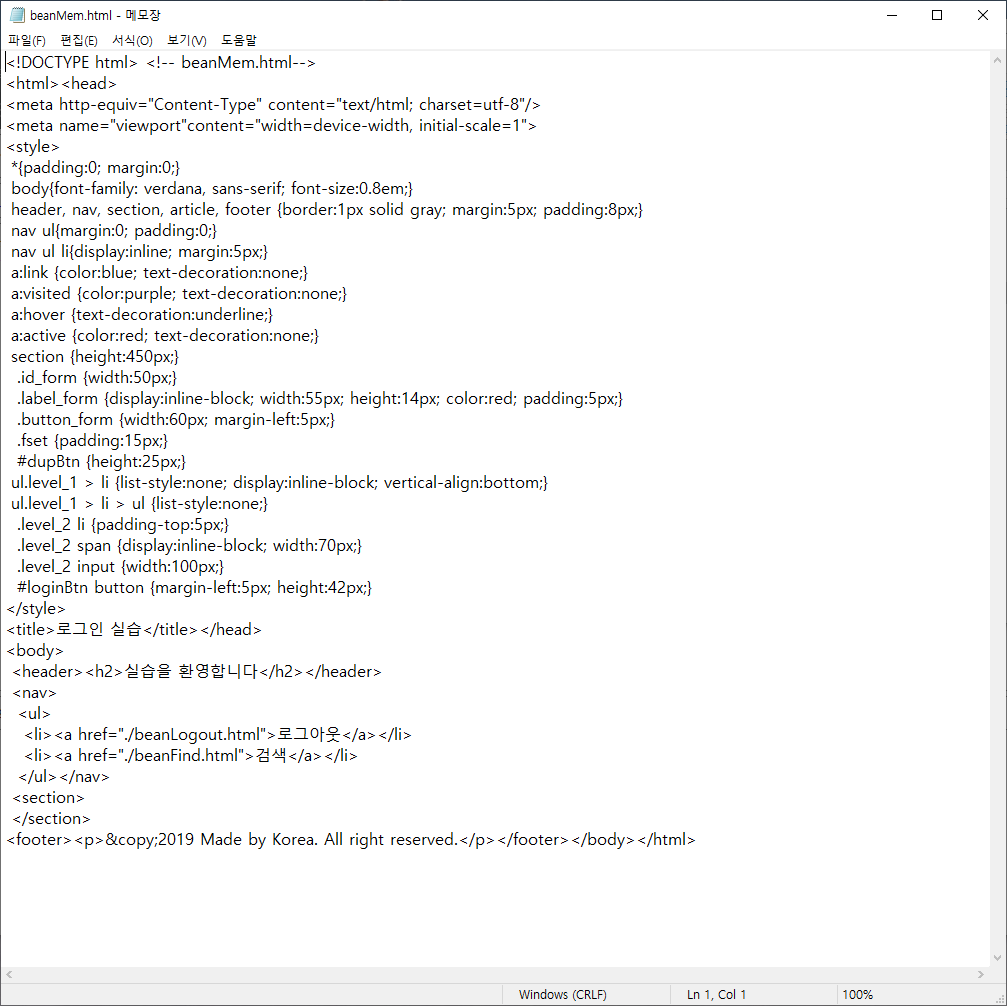 beanMem.html - 메모장
파일(F) 편집(E) 서식(O) 보기(V) 도움말
<!DOCTYPE html> <!-- beanMem.html-->
<html><head>
<meta http-equiv="Content-Type" content="text/html; charset=utf-8"/>
<meta name="viewport"content="width=device-width, initial-scale=1">
<style>
*{padding:0; margin:0;}
body{font-family: verdana, sans-serif; font-size:0.8em;}
header, nav, section, article, footer {border:1px solid gray; margin:5px; padding:8px;}
nav ul{margin:0; padding:0;}
nav ul li{display:inline; margin:5px;}
a:link {color:blue; text-decoration:none;}
a:visited {color:purple; text-decoration:none;}
a:hover {text-decoration:underline;}
a:active {color:red; text-decoration:none;}
section {height:450px;}
.id_form {width:50px;}
.label_form {display:inline-block; width:55px; height:14px; color:red; padding:5px;}
.button_form {width:60px; margin-left:5px;}
.fset {padding:15px;}
#dupBtn {height:25px;}
ul.level_1 > li {list-style:none; display:inline-block; vertical-align:bottom;}
ul.level_1 > li > ul {list-style:none;}
.level_2 li {padding-top:5px;}
.level_2 span {display:inline-block; width:70px;}
.level_2 input {width:100px;}
#loginBtn button {margin-left:5px; height:42px;}
</style>
<title>로그인 실습</title></head>
<body>
<header><h2>실습을 환영합니다</h2></header>
<nav>
<ul>
<li><a href="./beanLogout.html">로그아웃</a></li>
<li><a href="./beanFind.html">검색</a></li>
</ul></nav>
<section>
</section>
<footer><p>&copy;2019 Made by Korea. All right reserved.</p></footer></body></html>
Windows (CRLF) Ln 1, Col 1 100%